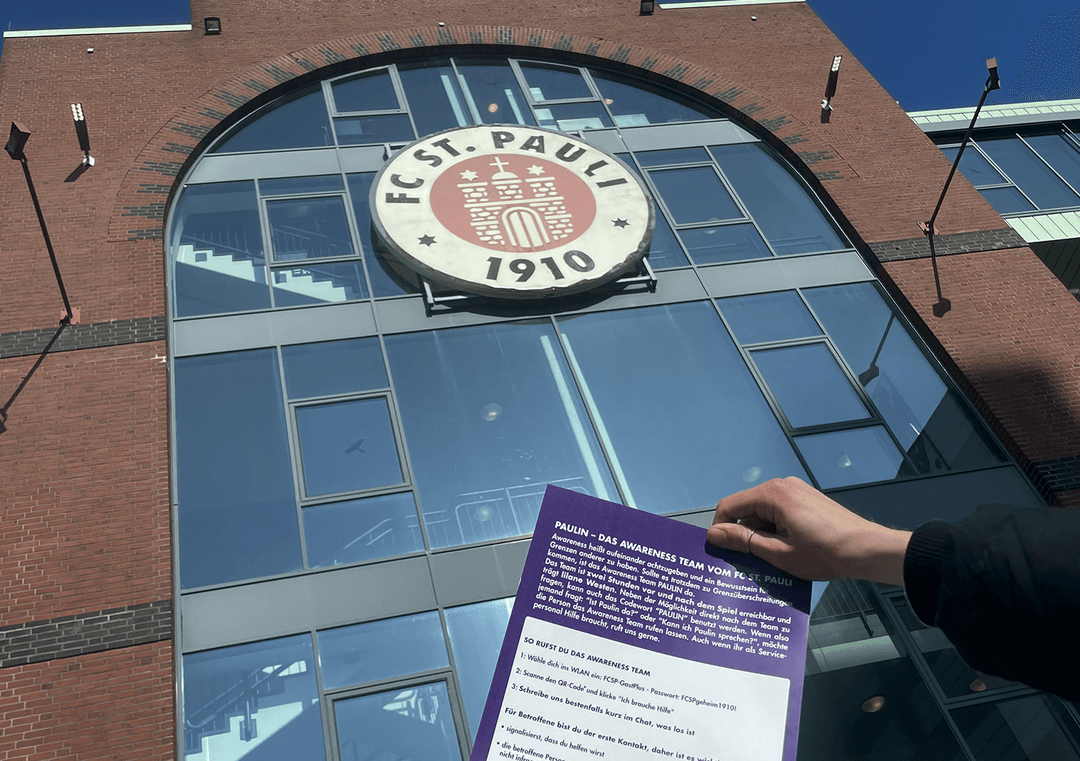 FC ST. PAULI
1910
PAULIN – DAS AWARENESS TEAM VOM FC ST. PAULI
Awareness heißt aufeinander achtzugeben und ein Bewusstsein für
Grenzen anderer zu haben. Sollte es trotzdem zu Grenzüberschreitungen
kommen, ist das Awareness Team PAULIN da.
Das Team ist zwei Stunden vor und nach dem Spiel erreichbar und
trägt lilane Westen. Neben der Möglichkeit direkt nach dem Team zu
fragen, kann auch das Codewort "PAULIN" benutzt werden. Wenn also
jemand fragt: "Ist Paulin da?" oder "Kann ich Paulin sprechen?", möchte
die Person das Awareness Team rufen lassen. Auch wenn ihr als Service-
personal Hilfe braucht, ruft uns gerne.
SO RUFST DU DAS AWARENESS TEAM
1: Wähle dich ins WLAN ein: FCSP-GastPlus - Passwort: FCSPgeheim1910!
2: Scanne den QR-Code* und klicke "Ich brauche Hilfe"
3: Schreibe uns bestenfalls kurz im Chat, was los ist
Für Betroffene bist du der erste Kontakt, daher ist es
• signalisierst, dass du helfen wirst
• die betroffene
nicht